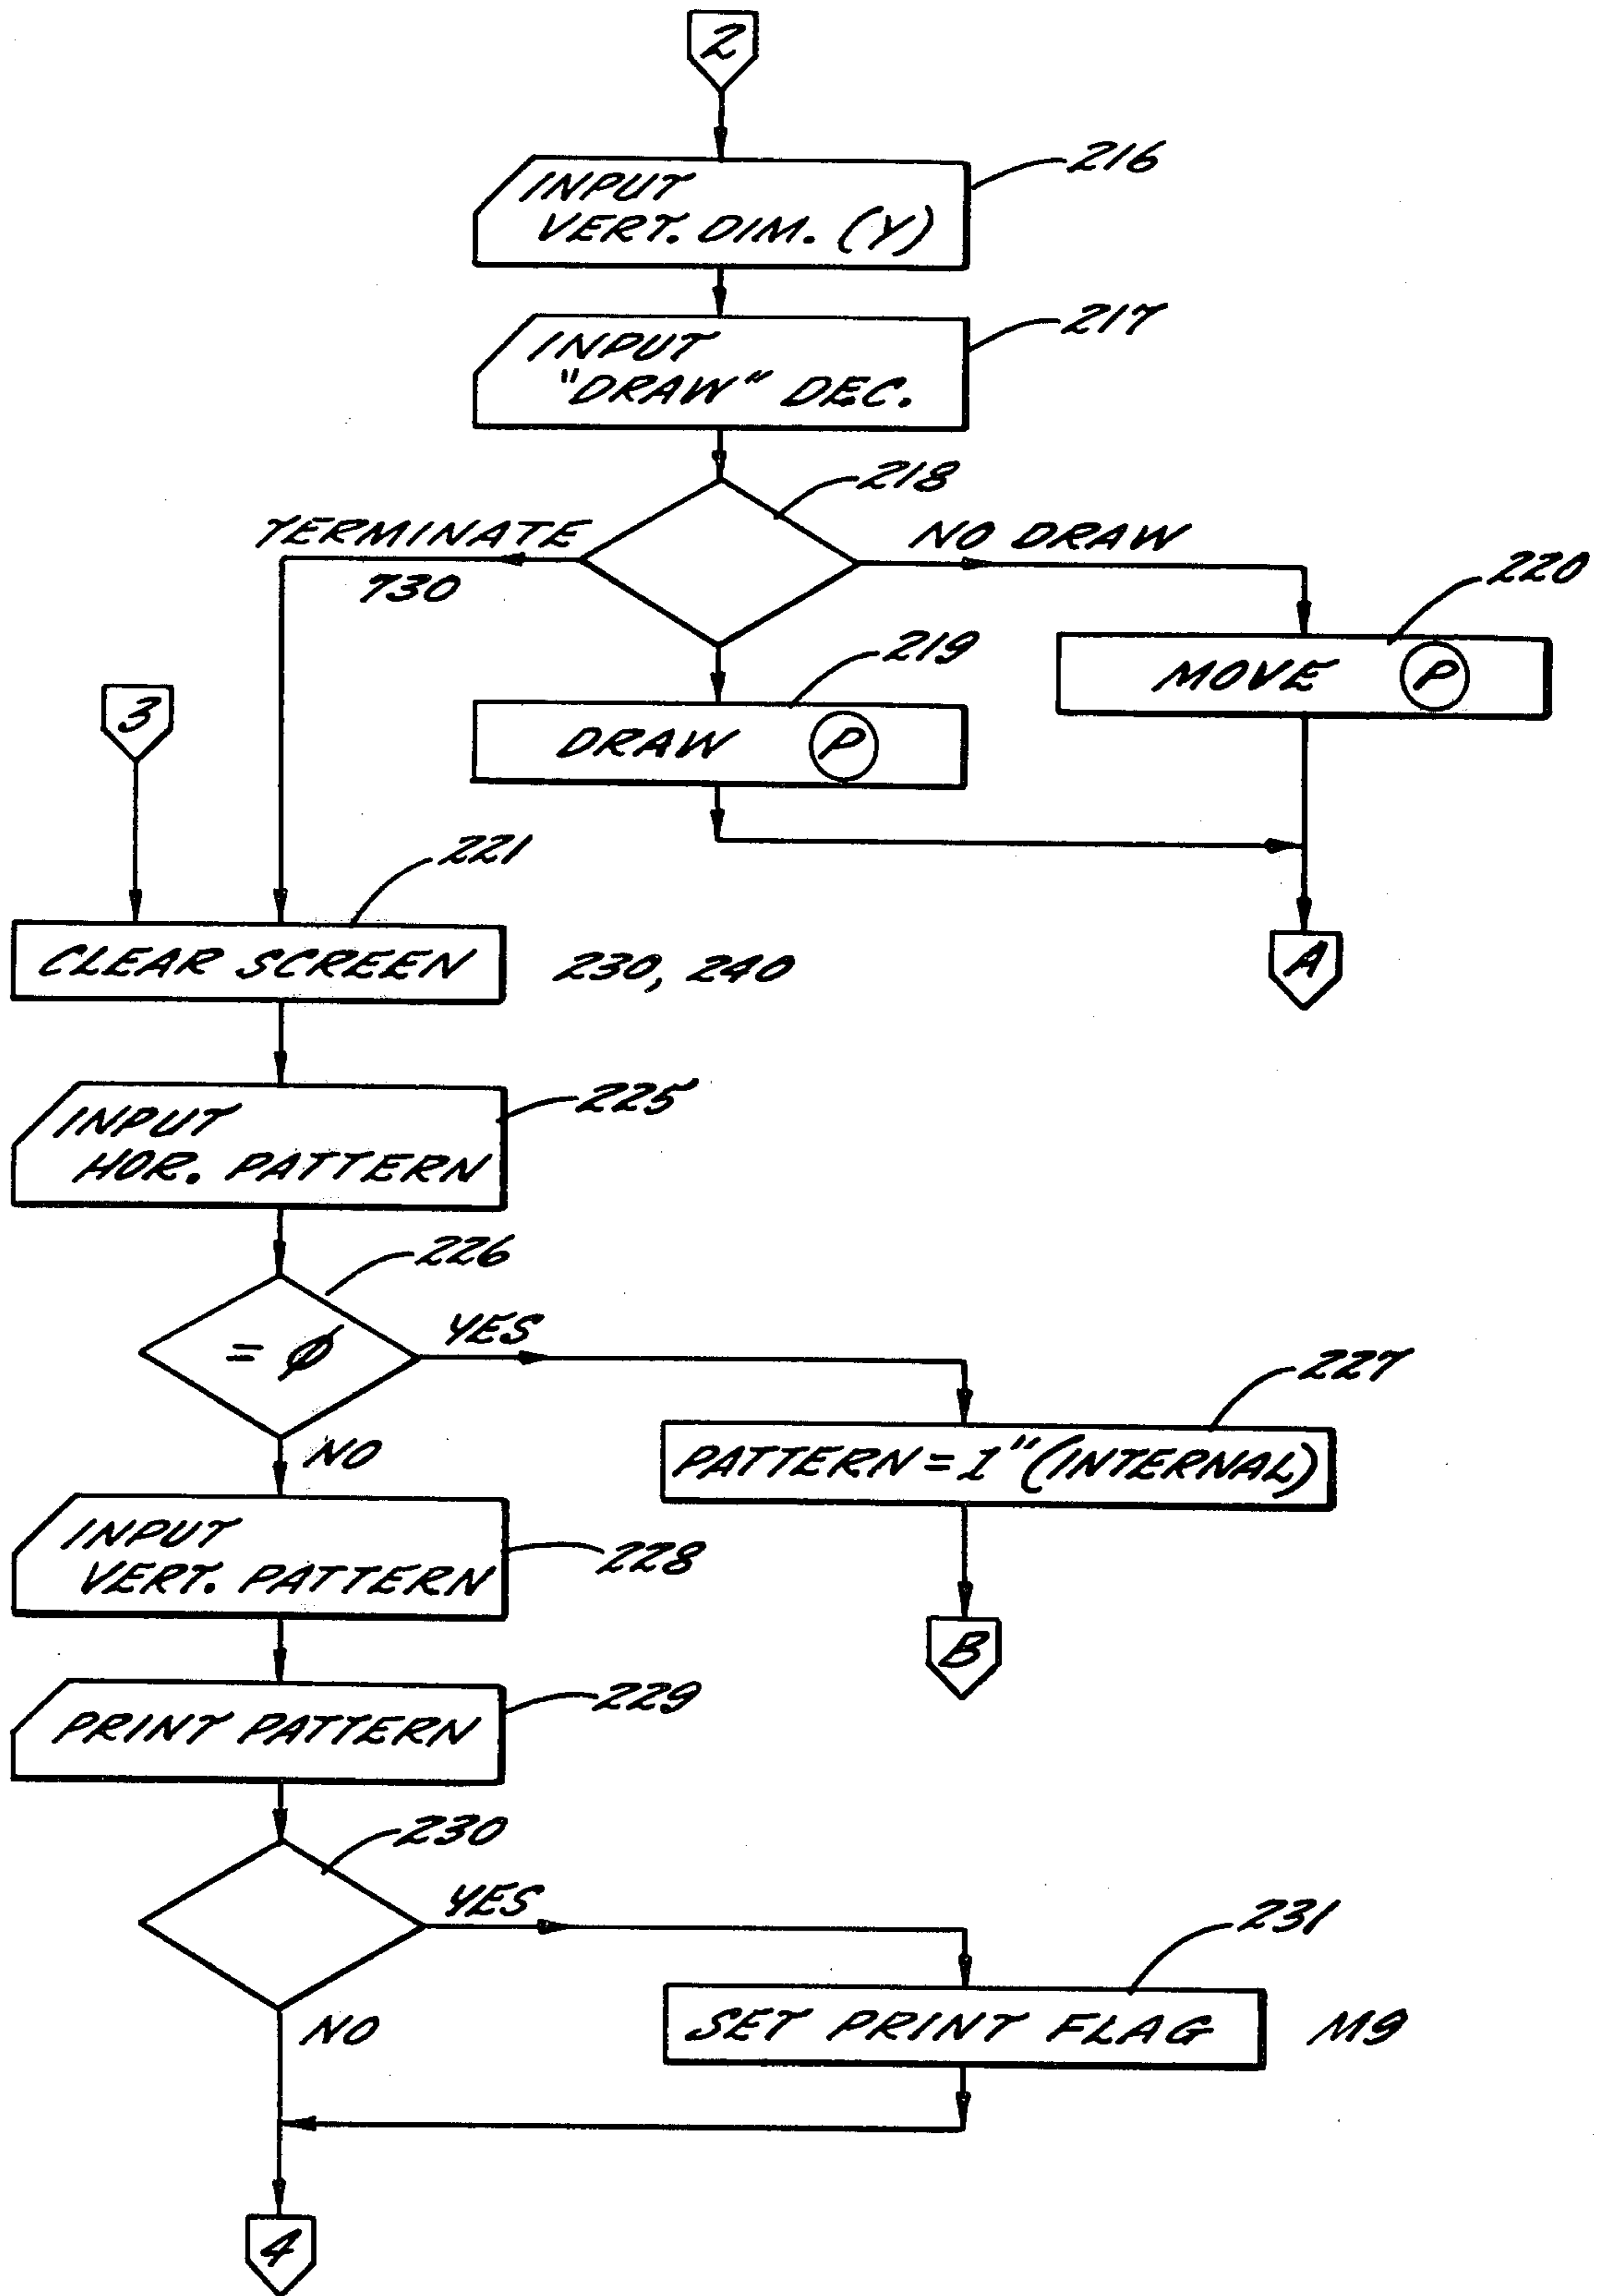 2
216
INPUT
VERT. DIM. (Y)
217
INPUT
"DRAW" DEC.
218
TERMINATE
730
NO DRAW
220
MOVE P
219
DRAW P
3
221
CLEAR SCREEN 230, 240
A
225
INPUT
HOR. PATTERN
226
= Ø
YES
227
NO
PATTERN = 1" (INTERNAL)
INPUT
VERT. PATTERN
228
B
229
PRINT PATTERN
230
YES
231
NO
SET PRINT FLAG M9
4